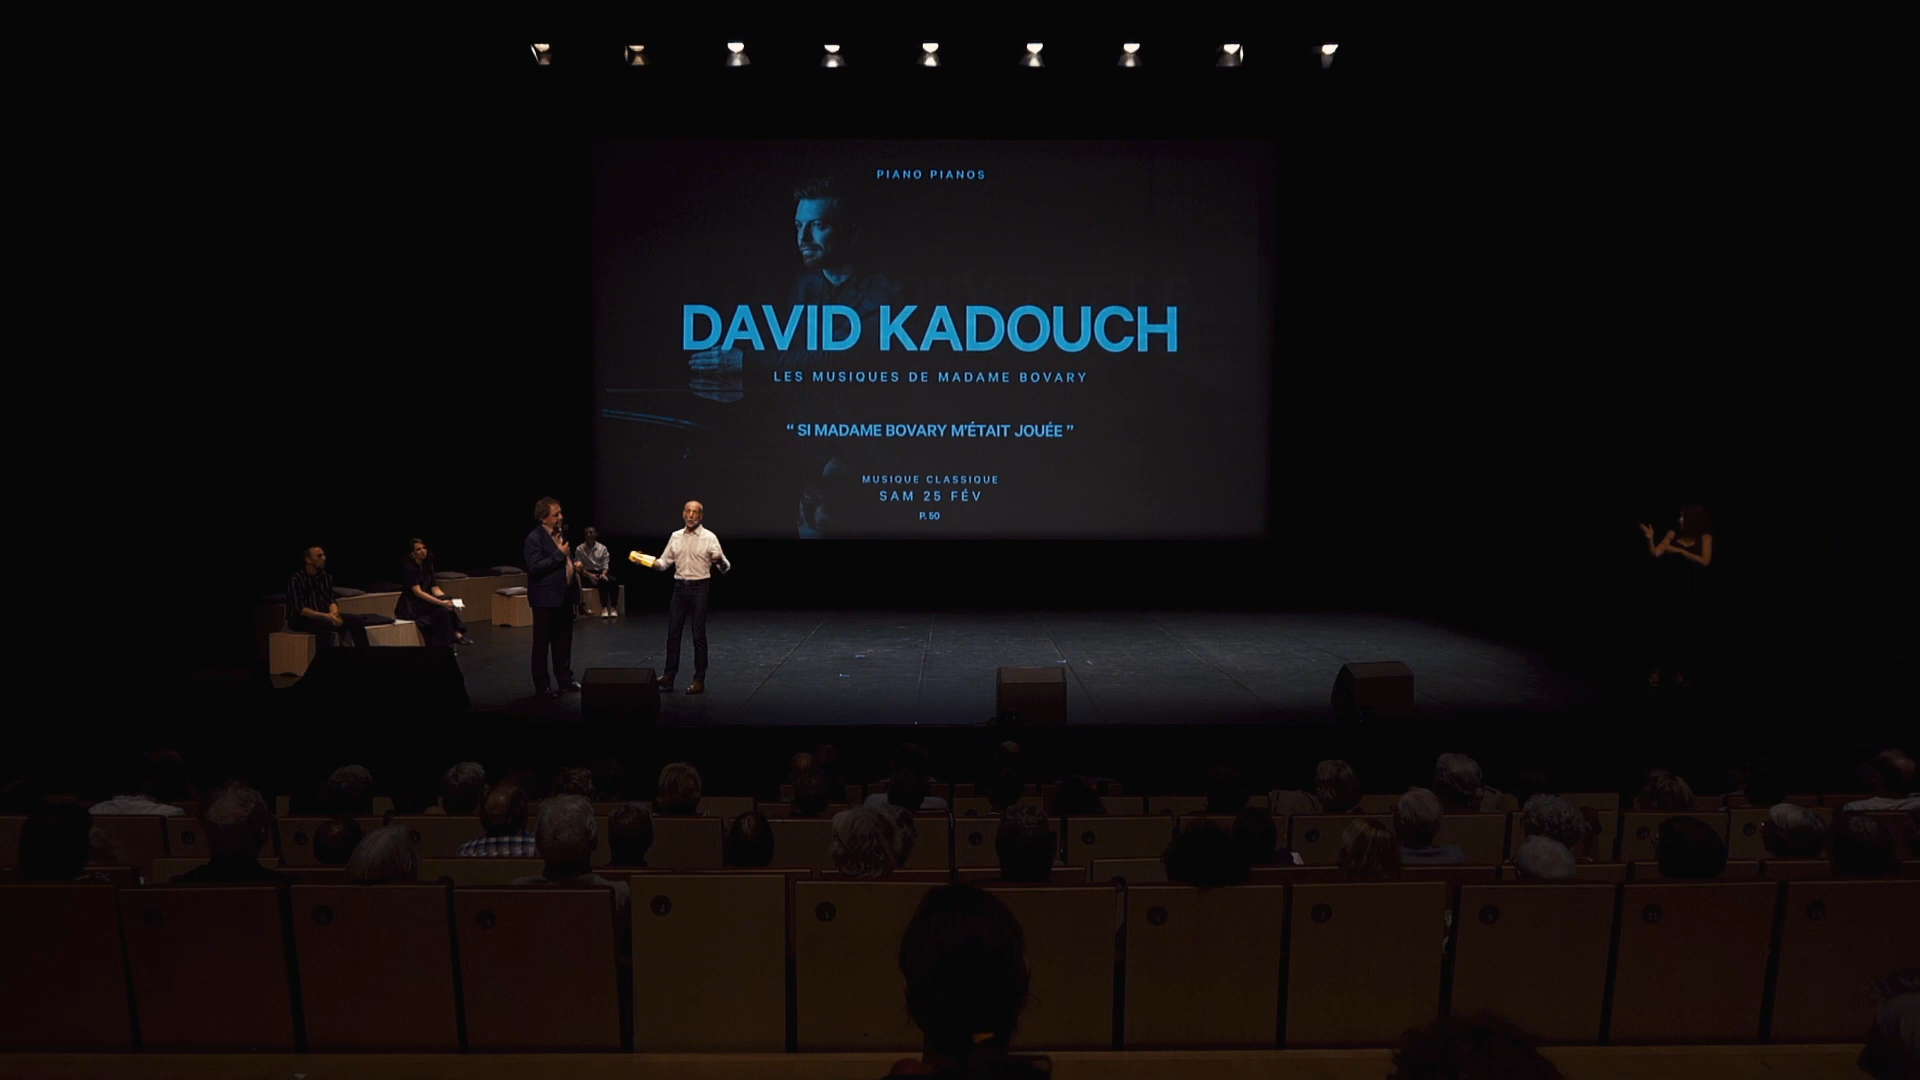 PIANO PIANOS
DAVID KADOUCH
LES MUSIQUES DE MADAME BOVARY
“ SI MADAME BOVARY M'ÉTAIT JOUÉE ”
MUSIQUE CLASSIQUE
SAM 25 FÉV
P. 50